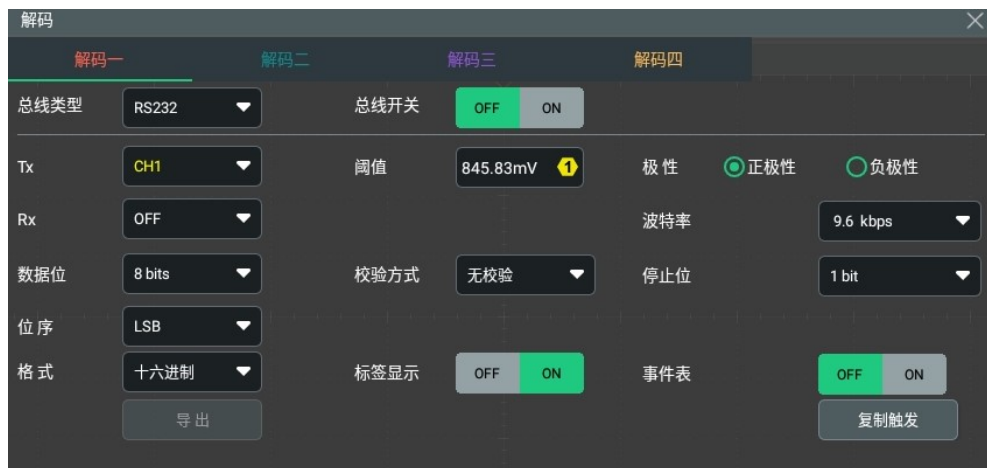 解码
解码一 解码二 解码三 解码四
总线类型 RS232 总线开关 OFF ON
Tx CH1 阈值 845.83mV 1 极性 正极性 负极性
Rx OFF 波特率 9.6 kbps
数据位 8 bits 校验方式 无校验 停止位 1 bit
位序 LSB
格式 十六进制 标签显示 OFF ON 事件表 OFF ON
导出 复制触发